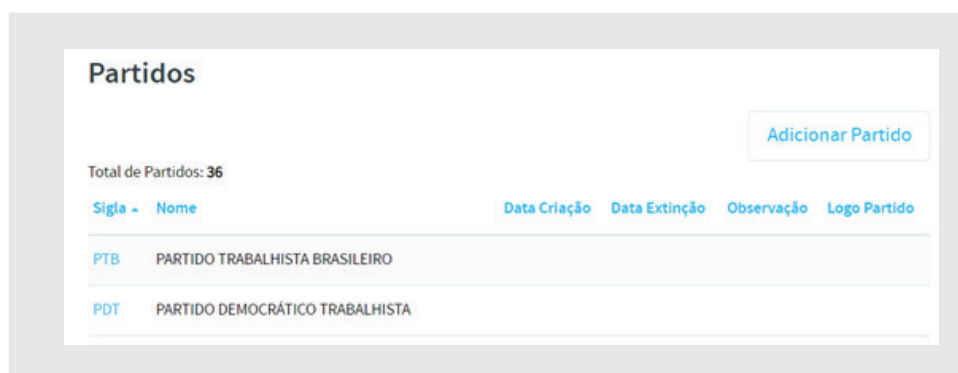 Partidos
Adicionar Partido
Total de Partidos: 36
Sigla Nome Data Criação Data Extinção Observação Logo Partido
PTB PARTIDO TRABALHISTA BRASILEIRO
PDT PARTIDO DEMOCRÁTICO TRABALHISTA